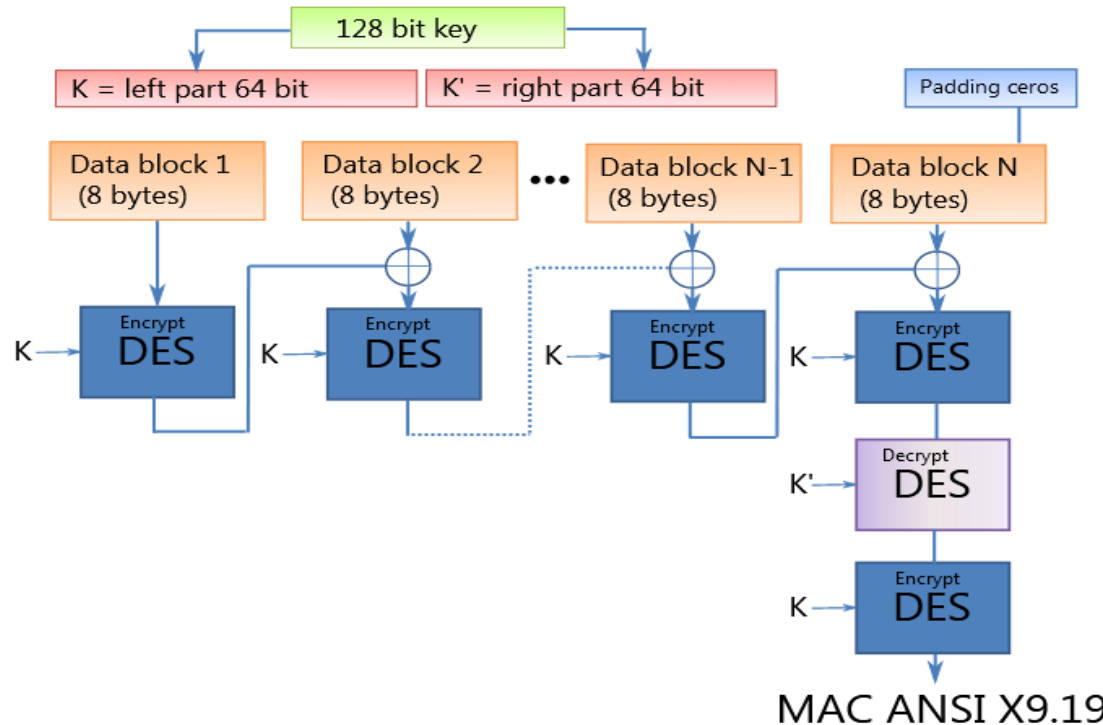 128 bit key
K = left part 64 bit
K' = right part 64 bit
Padding ceros
Data block 1
(8 bytes)
Data block 2
(8 bytes)
•••
Data block N-1
(8 bytes)
Data block N
(8 bytes)
Encrypt
DES
K
Encrypt
DES
K
Encrypt
DES
K
Encrypt
DES
K
Decrypt
DES
K'
Encrypt
DES
K
MAC ANSI X9.19